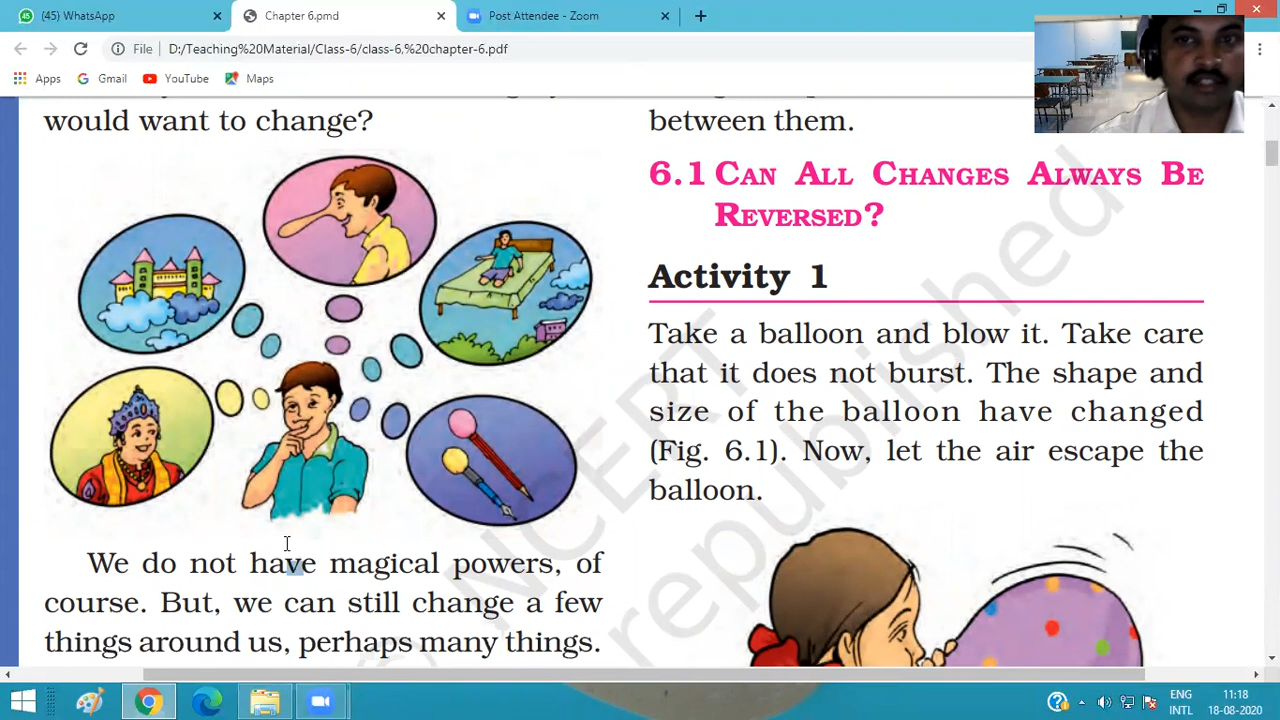 (45) WhatsApp
Chapter 6.pmd
Post Attendee - Zoom
File
D:/Teaching%20Material/Class-6/class-6,%20chapter-6.pdf
Apps
Gmail
YouTube
Maps
would want to change?
We do not have magical powers, of
course. But, we can still change a few
things around us, perhaps many things.
between them.
6.1 CAN ALL CHANGES ALWAYS BE
REVERSED?
Activity 1
Take a balloon and blow it. Take care
that it does not burst. The shape and
size of the balloon have changed
(Fig. 6.1). Now, let the air escape the
balloon.
© NCERT
republished
ENG
INTL
11:18
18-08-2020